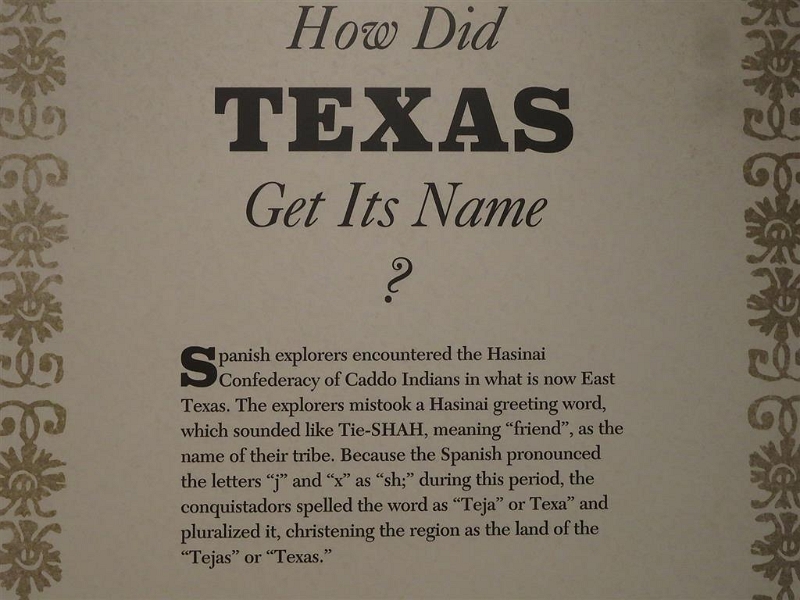 How Did
TEXAS
Get Its Name
?
Spanish explorers encountered the Hasinai
Confederacy of Caddo Indians in what is now East
Texas. The explorers mistook a Hasinai greeting word,
which sounded like Tie-SHAH, meaning “friend”, as the
name of their tribe. Because the Spanish pronounced
the letters “j” and “x” as “sh;” during this period, the
conquistadors spelled the word as “Teja” or Texa” and
pluralized it, christening the region as the land of the
“Tejas” or “Texas.”